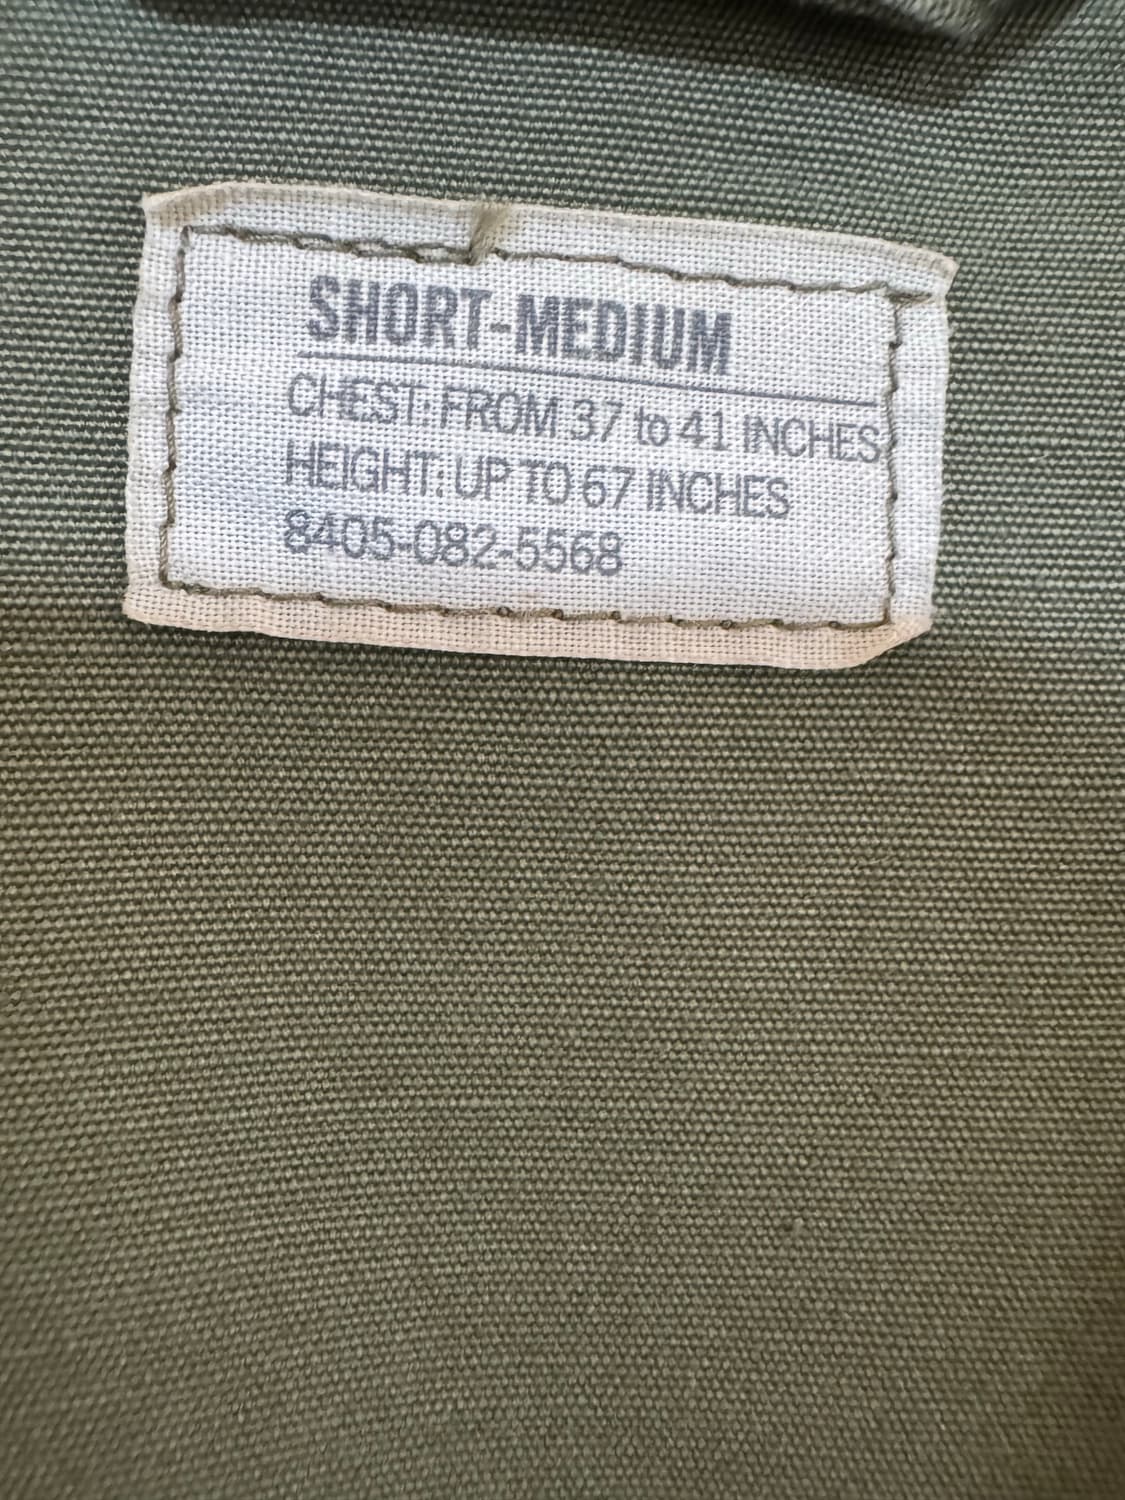 SHORT-MEDIUM
CHEST: FROM 37 to 41 INCHES
HEIGHT: UP TO 67 INCHES
8405-082-5568